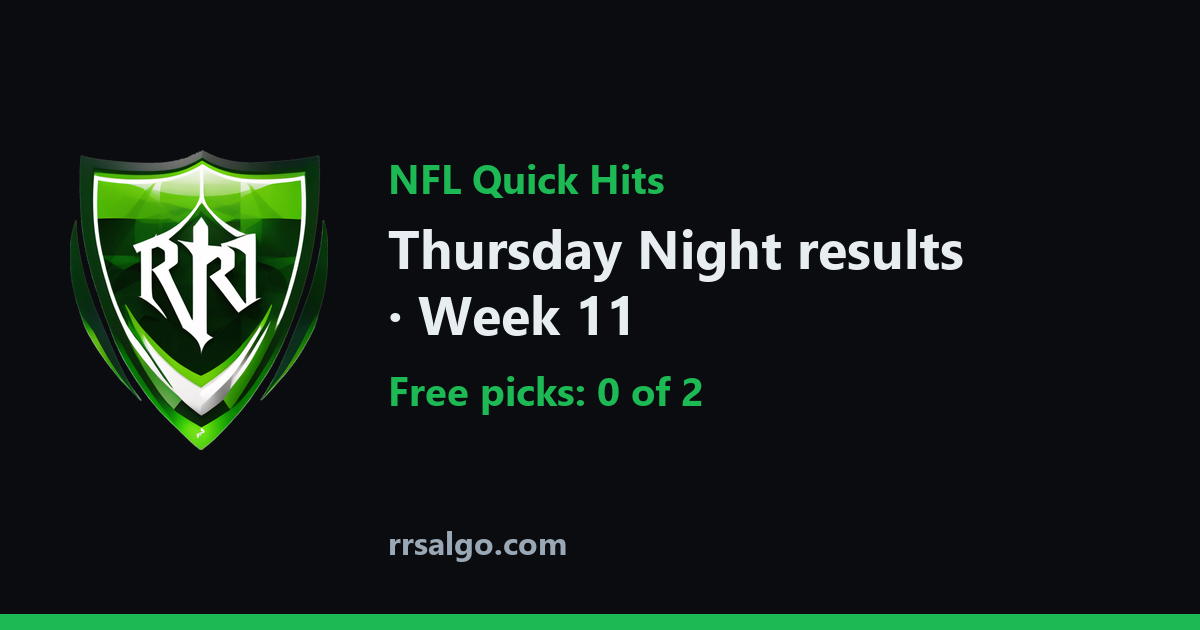 NFL Quick Hits
Thursday Night results
· Week 11
Free picks: 0 of 2
rrsalgo.com